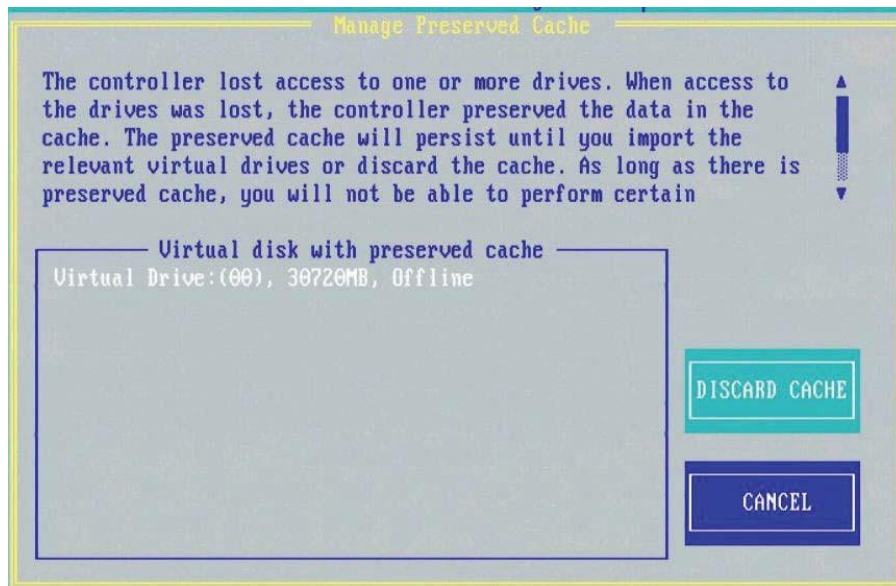 Manage Preserved Cache
The controller lost access to one or more drives. When access to
the drives was lost, the controller preserved the data in the
cache. The preserved cache will persist until you import the
relevant virtual drives or discard the cache. As long as there is
preserved cache, you will not be able to perform certain
Virtual disk with preserved cache
Virtual Drive:(00), 30720MB, Offline
DISCARD CACHE
CANCEL